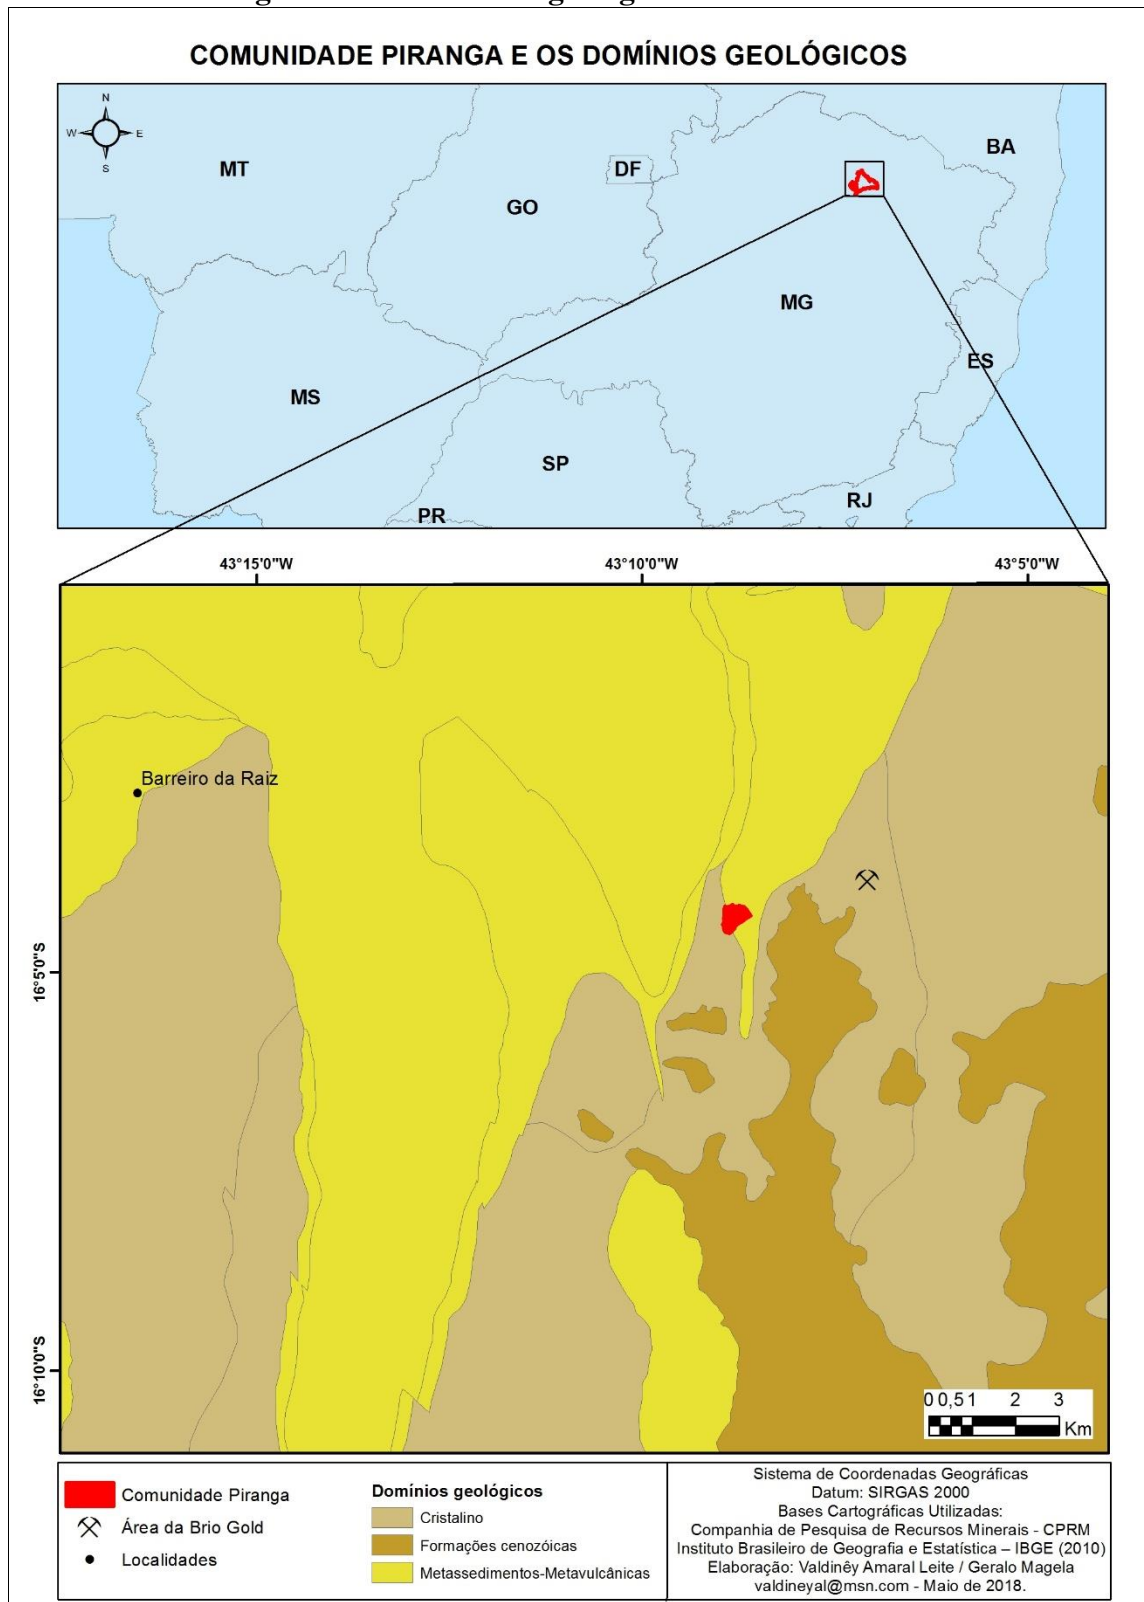 COMUNIDADE PIRANGA E OS DOMÍNIOS GEOLÓGICOS
N
W E
S
MT
DF
BA
GO
MG
ES
MS
SP
RJ
PR
43°15'0"W 43°10'0"W 43°5'0"W
Barreiro da Raiz
16°5'0"S
16°10'0"S
0 0,5 1 2 3
Km
Comunidade Piranga
Área da Brio Gold
Localidades
Domínios geológicos
Cristalino
Formações cenozóicas
Metassedimentos-Metavulcânicas
Sistema de Coordenadas Geográficas
Datum: SIRGAS 2000
Bases Cartográficas Utilizadas:
Companhia de Pesquisa de Recursos Minerais - CPRM
Instituto Brasileiro de Geografia e Estatística – IBGE (2010)
Elaboração: Valdinêy Amaral Leite / Geralo Magela
valdineyal@msn.com - Maio de 2018.